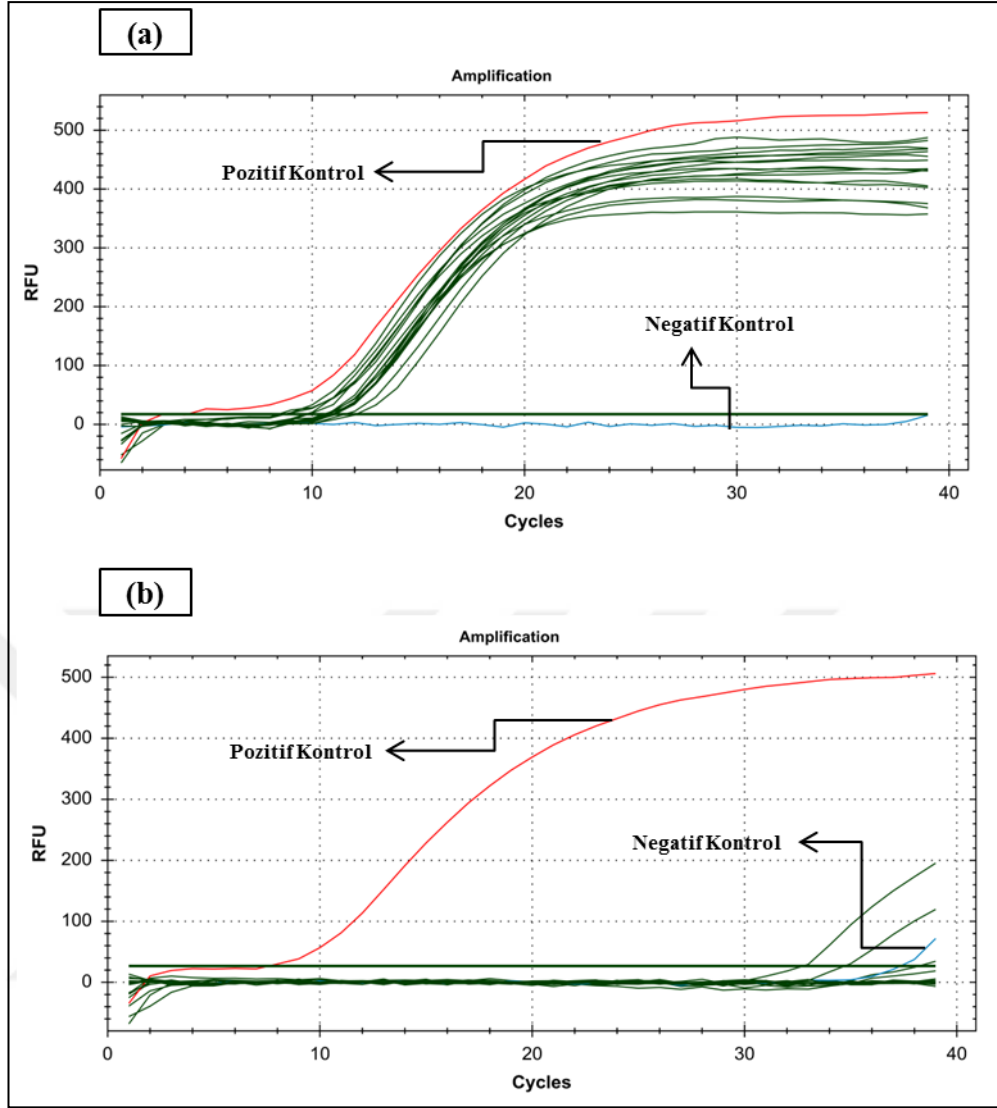 (a)
Amplification
500
400
300
200
100
0
RFU
Pozitif Kontrol
Negatif Kontrol
0 10 20 30 40
Cycles
(b)
Amplification
500
400
300
200
100
0
RFU
Pozitif Kontrol
Negatif Kontrol
0 10 20 30 40
Cycles